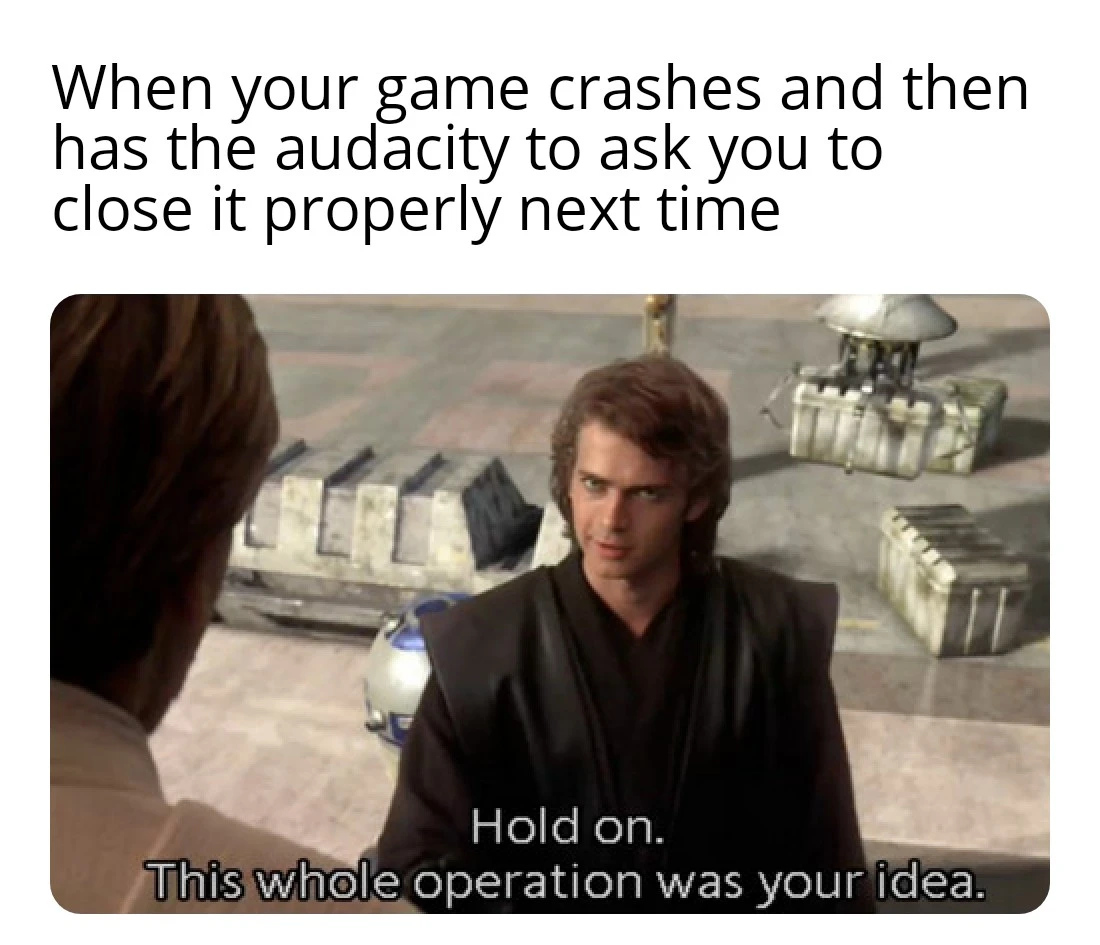 When your game crashes and then
has the audacity to ask you to
close it properly next time
Hold on.
This whole operation was your idea.